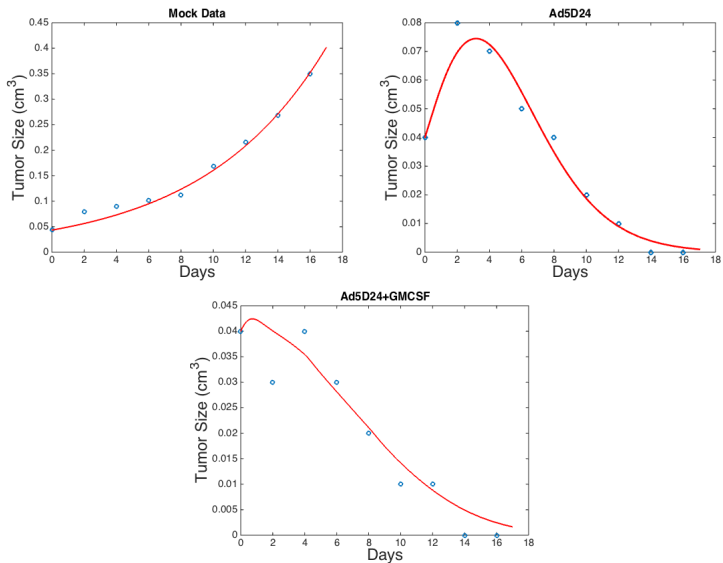 Mock Data
Tumor Size (cm³)
0.45
0.4
0.35
0.3
0.25
0.2
0.15
0.1
0.05
0
0 2 4 6 8 10 12 14 16 18
Days
Ad5D24
Tumor Size (cm³)
0.08
0.07
0.06
0.05
0.04
0.03
0.02
0.01
0
0 2 4 6 8 10 12 14 16 18
Days
Ad5D24+GMCSF
Tumor Size (cm³)
0.045
0.04
0.035
0.03
0.025
0.02
0.015
0.01
0.005
0
0 2 4 6 8 10 12 14 16 18
Days